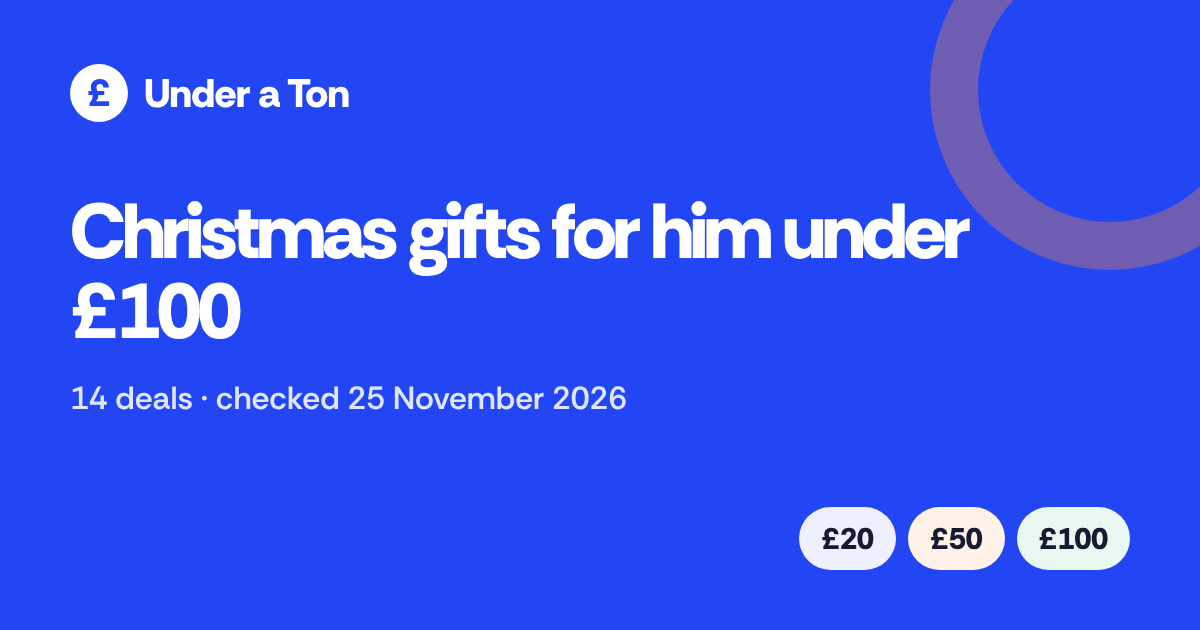 £ Under a Ton
Christmas gifts for him under
£100
14 deals · checked 25 November 2026
£20 £50 £100